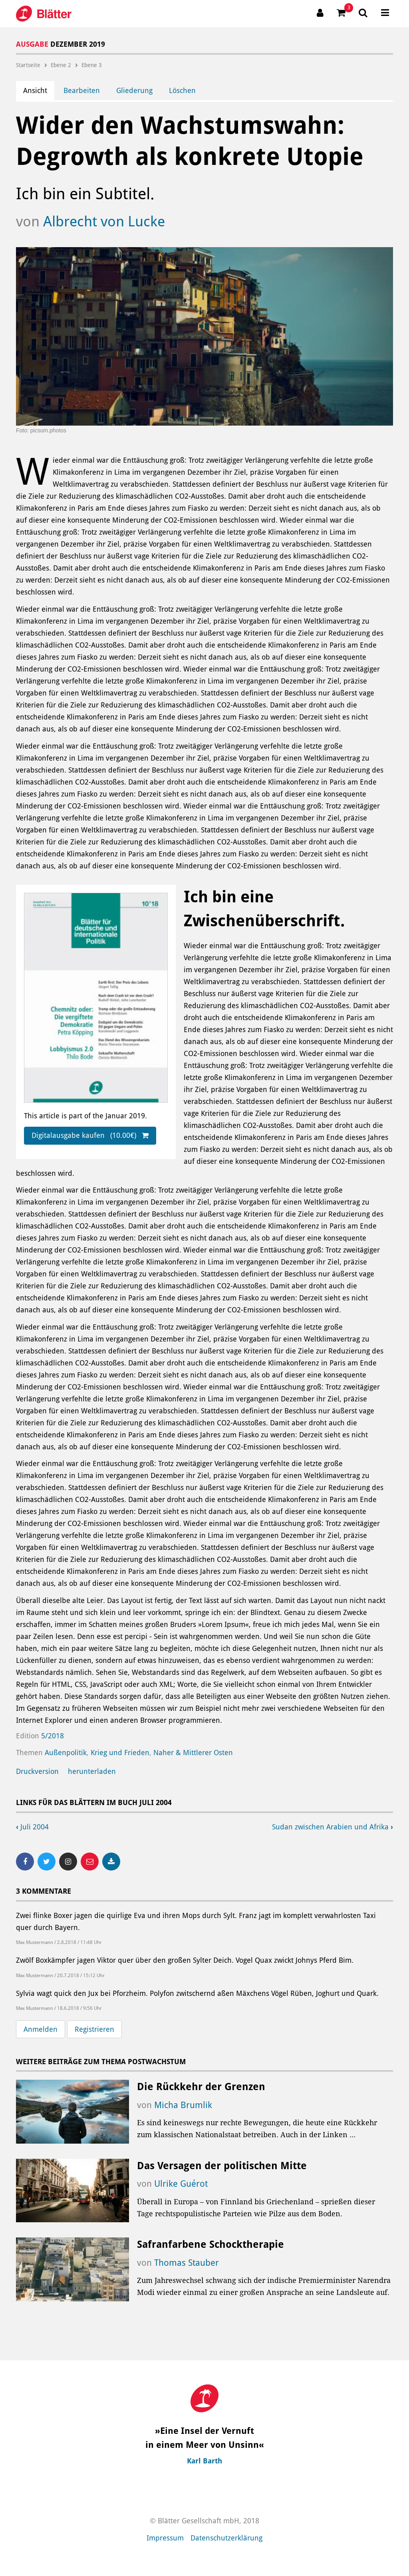 Blätter
3
AUSGABE DEZEMBER 2019
Startseite > Ebene 2 > Ebene 3
Ansicht Bearbeiten Gliederung Löschen
Wider den Wachstumswahn:
Degrowth als konkrete Utopie
Ich bin ein Subtitel.
von Albrecht von Lucke
Foto: picsum.photos
Wieder einmal war die Enttäuschung groß: Trotz zweitägiger Verlängerung verfehlte die letzte große
Klimakonferenz in Lima im vergangenen Dezember ihr Ziel, präzise Vorgaben für einen
Weltklimavertrag zu verabschieden. Stattdessen definiert der Beschluss nur äußerst vage Kriterien für
die Ziele zur Reduzierung des klimaschädlichen CO2-Ausstoßes. Damit aber droht auch die entscheidende
Klimakonferenz in Paris am Ende dieses Jahres zum Fiasko zu werden: Derzeit sieht es nicht danach aus, als ob
auf dieser eine konsequente Minderung der CO2-Emissionen beschlossen wird. Wieder einmal war die
Enttäuschung groß: Trotz zweitägiger Verlängerung verfehlte die letzte große Klimakonferenz in Lima im
vergangenen Dezember ihr Ziel, präzise Vorgaben für einen Weltklimavertrag zu verabschieden. Stattdessen
definiert der Beschluss nur äußerst vage Kriterien für die Ziele zur Reduzierung des klimaschädlichen CO2-
Ausstoßes. Damit aber droht auch die entscheidende Klimakonferenz in Paris am Ende dieses Jahres zum Fiasko
zu werden: Derzeit sieht es nicht danach aus, als ob auf dieser eine konsequente Minderung der CO2-Emissionen
beschlossen wird.
Wieder einmal war die Enttäuschung groß: Trotz zweitägiger Verlängerung verfehlte die letzte große
Klimakonferenz in Lima im vergangenen Dezember ihr Ziel, präzise Vorgaben für einen Weltklimavertrag zu
verabschieden. Stattdessen definiert der Beschluss nur äußerst vage Kriterien für die Ziele zur Reduzierung des
klimaschädlichen CO2-Ausstoßes. Damit aber droht auch die entscheidende Klimakonferenz in Paris am Ende
dieses Jahres zum Fiasko zu werden: Derzeit sieht es nicht danach aus, als ob auf dieser eine konsequente
Minderung der CO2-Emissionen beschlossen wird. Wieder einmal war die Enttäuschung groß: Trotz zweitägiger
Verlängerung verfehlte die letzte große Klimakonferenz in Lima im vergangenen Dezember ihr Ziel, präzise
Vorgaben für einen Weltklimavertrag zu verabschieden. Stattdessen definiert der Beschluss nur äußerst vage
Kriterien für die Ziele zur Reduzierung des klimaschädlichen CO2-Ausstoßes. Damit aber droht auch die
entscheidende Klimakonferenz in Paris am Ende dieses Jahres zum Fiasko zu werden: Derzeit sieht es nicht
danach aus, als ob auf dieser eine konsequente Minderung der CO2-Emissionen beschlossen wird.
Wieder einmal war die Enttäuschung groß: Trotz zweitägiger Verlängerung verfehlte die letzte große
Klimakonferenz in Lima im vergangenen Dezember ihr Ziel, präzise Vorgaben für einen Weltklimavertrag zu
verabschieden. Stattdessen definiert der Beschluss nur äußerst vage Kriterien für die Ziele zur Reduzierung des
klimaschädlichen CO2-Ausstoßes. Damit aber droht auch die entscheidende Klimakonferenz in Paris am Ende
dieses Jahres zum Fiasko zu werden: Derzeit sieht es nicht danach aus, als ob auf dieser eine konsequente
Minderung der CO2-Emissionen beschlossen wird. Wieder einmal war die Enttäuschung groß: Trotz zweitägiger
Verlängerung verfehlte die letzte große Klimakonferenz in Lima im vergangenen Dezember ihr Ziel, präzise
Vorgaben für einen Weltklimavertrag zu verabschieden. Stattdessen definiert der Beschluss nur äußerst vage
Kriterien für die Ziele zur Reduzierung des klimaschädlichen CO2-Ausstoßes. Damit aber droht auch die
entscheidende Klimakonferenz in Paris am Ende dieses Jahres zum Fiasko zu werden: Derzeit sieht es nicht
danach aus, als ob auf dieser eine konsequente Minderung der CO2-Emissionen beschlossen wird.
10'18
Blätter für
deutsche und
internationale
Politik
Chemnitz oder:
Die vergiftete
Demokratie
Petra Köpping
Lobbyismus 2.0
Thilo Bode
This article is part of the Januar 2019.
Digitalausgabe kaufen (10.00€)
Ich bin eine
Zwischenüberschrift.
Wieder einmal war die Enttäuschung groß: Trotz zweitägiger
Verlängerung verfehlte die letzte große Klimakonferenz in Lima
im vergangenen Dezember ihr Ziel, präzise Vorgaben für einen
Weltklimavertrag zu verabschieden. Stattdessen definiert der
Beschluss nur äußerst vage Kriterien für die Ziele zur
Reduzierung des klimaschädlichen CO2-Ausstoßes. Damit aber
droht auch die entscheidende Klimakonferenz in Paris am
Ende dieses Jahres zum Fiasko zu werden: Derzeit sieht es nicht
danach aus, als ob auf dieser eine konsequente Minderung der
CO2-Emissionen beschlossen wird. Wieder einmal war die
Enttäuschung groß: Trotz zweitägiger Verlängerung verfehlte die
letzte große Klimakonferenz in Lima im vergangenen Dezember
ihr Ziel, präzise Vorgaben für einen Weltklimavertrag zu
verabschieden. Stattdessen definiert der Beschluss nur äußerst
vage Kriterien für die Ziele zur Reduzierung des
klimaschädlichen CO2-Ausstoßes. Damit aber droht auch die
entscheidende Klimakonferenz in Paris am Ende dieses Jahres
zum Fiasko zu werden: Derzeit sieht es nicht danach aus, als ob
auf dieser eine konsequente Minderung der CO2-Emissionen
beschlossen wird.
Wieder einmal war die Enttäuschung groß: Trotz zweitägiger Verlängerung verfehlte die letzte große
Klimakonferenz in Lima im vergangenen Dezember ihr Ziel, präzise Vorgaben für einen Weltklimavertrag zu
verabschieden. Stattdessen definiert der Beschluss nur äußerst vage Kriterien für die Ziele zur Reduzierung des
klimaschädlichen CO2-Ausstoßes. Damit aber droht auch die entscheidende Klimakonferenz in Paris am Ende
dieses Jahres zum Fiasko zu werden: Derzeit sieht es nicht danach aus, als ob auf dieser eine konsequente
Minderung der CO2-Emissionen beschlossen wird. Wieder einmal war die Enttäuschung groß: Trotz zweitägiger
Verlängerung verfehlte die letzte große Klimakonferenz in Lima im vergangenen Dezember ihr Ziel, präzise
Vorgaben für einen Weltklimavertrag zu verabschieden. Stattdessen definiert der Beschluss nur äußerst vage
Kriterien für die Ziele zur Reduzierung des klimaschädlichen CO2-Ausstoßes. Damit aber droht auch die
entscheidende Klimakonferenz in Paris am Ende dieses Jahres zum Fiasko zu werden: Derzeit sieht es nicht
danach aus, als ob auf dieser eine konsequente Minderung der CO2-Emissionen beschlossen wird.
Wieder einmal war die Enttäuschung groß: Trotz zweitägiger Verlängerung verfehlte die letzte große
Klimakonferenz in Lima im vergangenen Dezember ihr Ziel, präzise Vorgaben für einen Weltklimavertrag zu
verabschieden. Stattdessen definiert der Beschluss nur äußerst vage Kriterien für die Ziele zur Reduzierung des
klimaschädlichen CO2-Ausstoßes. Damit aber droht auch die entscheidende Klimakonferenz in Paris am Ende
dieses Jahres zum Fiasko zu werden: Derzeit sieht es nicht danach aus, als ob auf dieser eine konsequente
Minderung der CO2-Emissionen beschlossen wird. Wieder einmal war die Enttäuschung groß: Trotz zweitägiger
Verlängerung verfehlte die letzte große Klimakonferenz in Lima im vergangenen Dezember ihr Ziel, präzise
Vorgaben für einen Weltklimavertrag zu verabschieden. Stattdessen definiert der Beschluss nur äußerst vage
Kriterien für die Ziele zur Reduzierung des klimaschädlichen CO2-Ausstoßes. Damit aber droht auch die
entscheidende Klimakonferenz in Paris am Ende dieses Jahres zum Fiasko zu werden: Derzeit sieht es nicht
danach aus, als ob auf dieser eine konsequente Minderung der CO2-Emissionen beschlossen wird.
Wieder einmal war die Enttäuschung groß: Trotz zweitägiger Verlängerung verfehlte die letzte große
Klimakonferenz in Lima im vergangenen Dezember ihr Ziel, präzise Vorgaben für einen Weltklimavertrag zu
verabschieden. Stattdessen definiert der Beschluss nur äußerst vage Kriterien für die Ziele zur Reduzierung des
klimaschädlichen CO2-Ausstoßes. Damit aber droht auch die entscheidende Klimakonferenz in Paris am Ende
dieses Jahres zum Fiasko zu werden: Derzeit sieht es nicht danach aus, als ob auf dieser eine konsequente
Minderung der CO2-Emissionen beschlossen wird. Wieder einmal war die Enttäuschung groß: Trotz zweitägiger
Verlängerung verfehlte die letzte große Klimakonferenz in Lima im vergangenen Dezember ihr Ziel, präzise
Vorgaben für einen Weltklimavertrag zu verabschieden. Stattdessen definiert der Beschluss nur äußerst vage
Kriterien für die Ziele zur Reduzierung des klimaschädlichen CO2-Ausstoßes. Damit aber droht auch die
entscheidende Klimakonferenz in Paris am Ende dieses Jahres zum Fiasko zu werden: Derzeit sieht es nicht
danach aus, als ob auf dieser eine konsequente Minderung der CO2-Emissionen beschlossen wird.
Überall dieselbe alte Leier. Das Layout ist fertig, der Text lässt auf sich warten. Damit das Layout nun nicht nackt
im Raume steht und sich klein und leer vorkommt, springe ich ein: der Blindtext. Genau zu diesem Zwecke
erschaffen, immer im Schatten meines großen Bruders »Lorem Ipsum«, freue ich mich jedes Mal, wenn Sie ein
paar Zeilen lesen. Denn esse est percipi - Sein ist wahrgenommen werden. Und weil Sie nun schon die Güte
haben, mich ein paar weitere Sätze lang zu begleiten, möchte ich diese Gelegenheit nutzen, Ihnen nicht nur als
Lückenfüller zu dienen, sondern auf etwas hinzuweisen, das es ebenso verdient wahrgenommen zu werden:
Webstandards nämlich. Sehen Sie, Webstandards sind das Regelwerk, auf dem Webseiten aufbauen. So gibt es
Regeln für HTML, CSS, JavaScript oder auch XML; Worte, die Sie vielleicht schon einmal von Ihrem Entwickler
gehört haben. Diese Standards sorgen dafür, dass alle Beteiligten aus einer Webseite den größten Nutzen ziehen.
Im Gegensatz zu früheren Webseiten müssen wir zum Beispiel nicht mehr zwei verschiedene Webseiten für den
Internet Explorer und einen anderen Browser programmieren.
Edition 5/2018
Themen Außenpolitik, Krieg und Frieden, Naher & Mittlerer Osten
Druckversion herunterladen
LINKS FÜR DAS BLÄTTERN IM BUCH JULI 2004
‹ Juli 2004
Sudan zwischen Arabien und Afrika ›
3 KOMMENTARE
Zwei flinke Boxer jagen die quirlige Eva und ihren Mops durch Sylt. Franz jagt im komplett verwahrlosten Taxi
quer durch Bayern.
Max Mustermann / 2.8.2018 / 11:48 Uhr
Zwölf Boxkämpfer jagen Viktor quer über den großen Sylter Deich. Vogel Quax zwickt Johnys Pferd Bim.
Max Mustermann / 20.7.2018 / 15:12 Uhr
Sylvia wagt quick den Jux bei Pforzheim. Polyfon zwitschernd aßen Mäxchens Vögel Rüben, Joghurt und Quark.
Max Mustermann / 18.6.2018 / 9:56 Uhr
Anmelden Registrieren
WEITERE BEITRÄGE ZUM THEMA POSTWACHSTUM
Die Rückkehr der Grenzen
von Micha Brumlik
Es sind keineswegs nur rechte Bewegungen, die heute eine Rückkehr
zum klassischen Nationalstaat betreiben. Auch in der Linken ...
Das Versagen der politischen Mitte
von Ulrike Guérot
Überall in Europa – von Finnland bis Griechenland – sprießen dieser
Tage rechtspopulistische Parteien wie Pilze aus dem Boden.
Safranfarbene Schocktherapie
von Thomas Stauber
Zum Jahreswechsel schwang sich der indische Premierminister Narendra
Modi wieder einmal zu einer großen Ansprache an seine Landsleute auf.
»Eine Insel der Vernuft
in einem Meer von Unsinn«
Karl Barth
© Blätter Gesellschaft mbH, 2018
Impressum Datenschutzerklärung